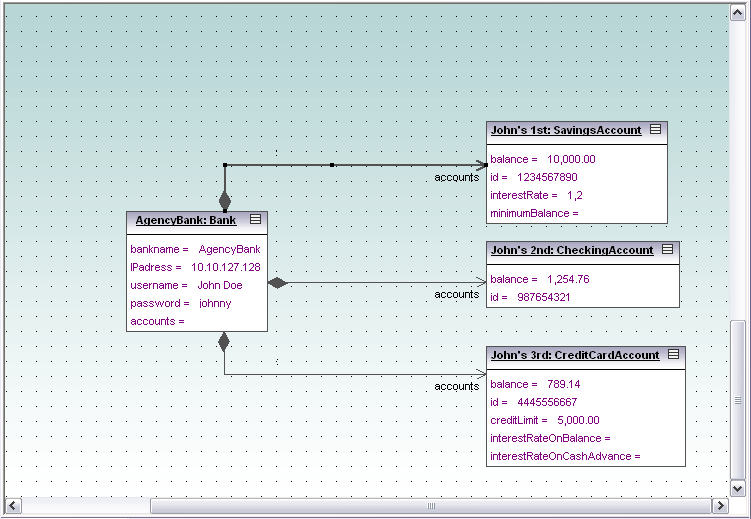 John's 1st: SavingsAccount
balance = 10,000.00
id = 1234567890
interestRate = 1,2
minimumBalance =
accounts
AgencyBank: Bank
bankname = AgencyBank
IPadress = 10.10.127.128
username = John Doe
password = johnny
accounts =
John's 2nd: CheckingAccount
balance = 1,254.76
id = 987654321
accounts
John's 3rd: CreditCardAccount
balance = 789.14
id = 4445556667
creditLimit = 5,000.00
interestRateOnBalance =
interestRateOnCashAdvance =
accounts